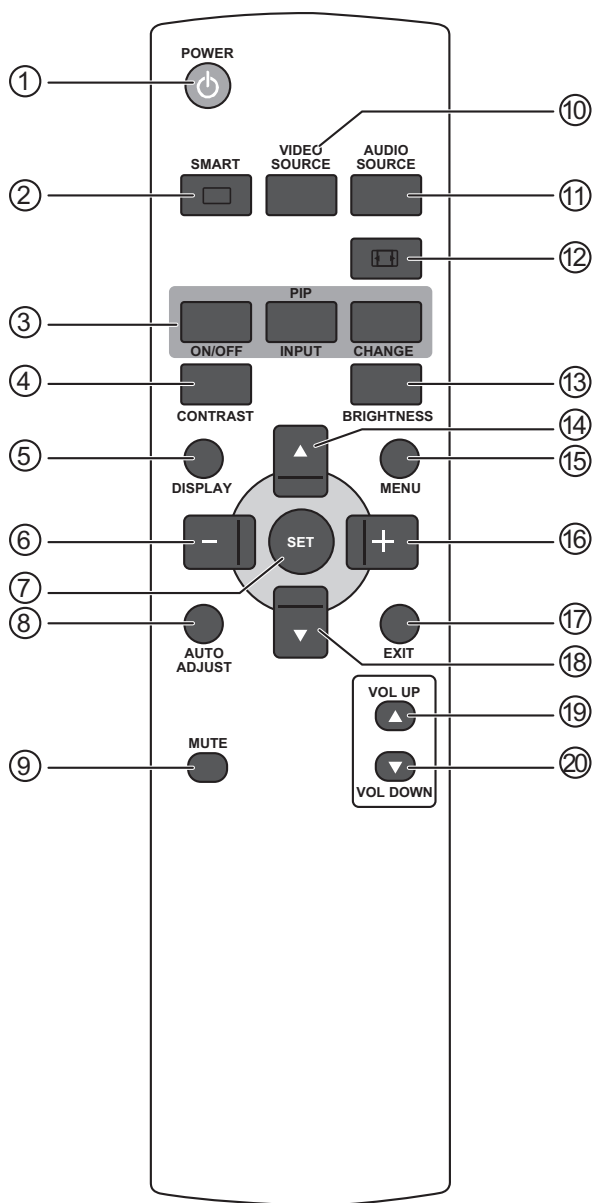 POWER
①
⑩
VIDEO
SOURCE
AUDIO
SOURCE
SMART
②
⑪
⑫
PIP
③
ON/OFF INPUT CHANGE
④
⑬
CONTRAST
BRIGHTNESS
⑭
⑤
⑮
DISPLAY
MENU
⑥
−
SET
+
⑯
⑦
⑧
⑰
AUTO
ADJUST
EXIT
⑱
VOL UP
⑲
MUTE
⑨
⑳
VOL DOWN